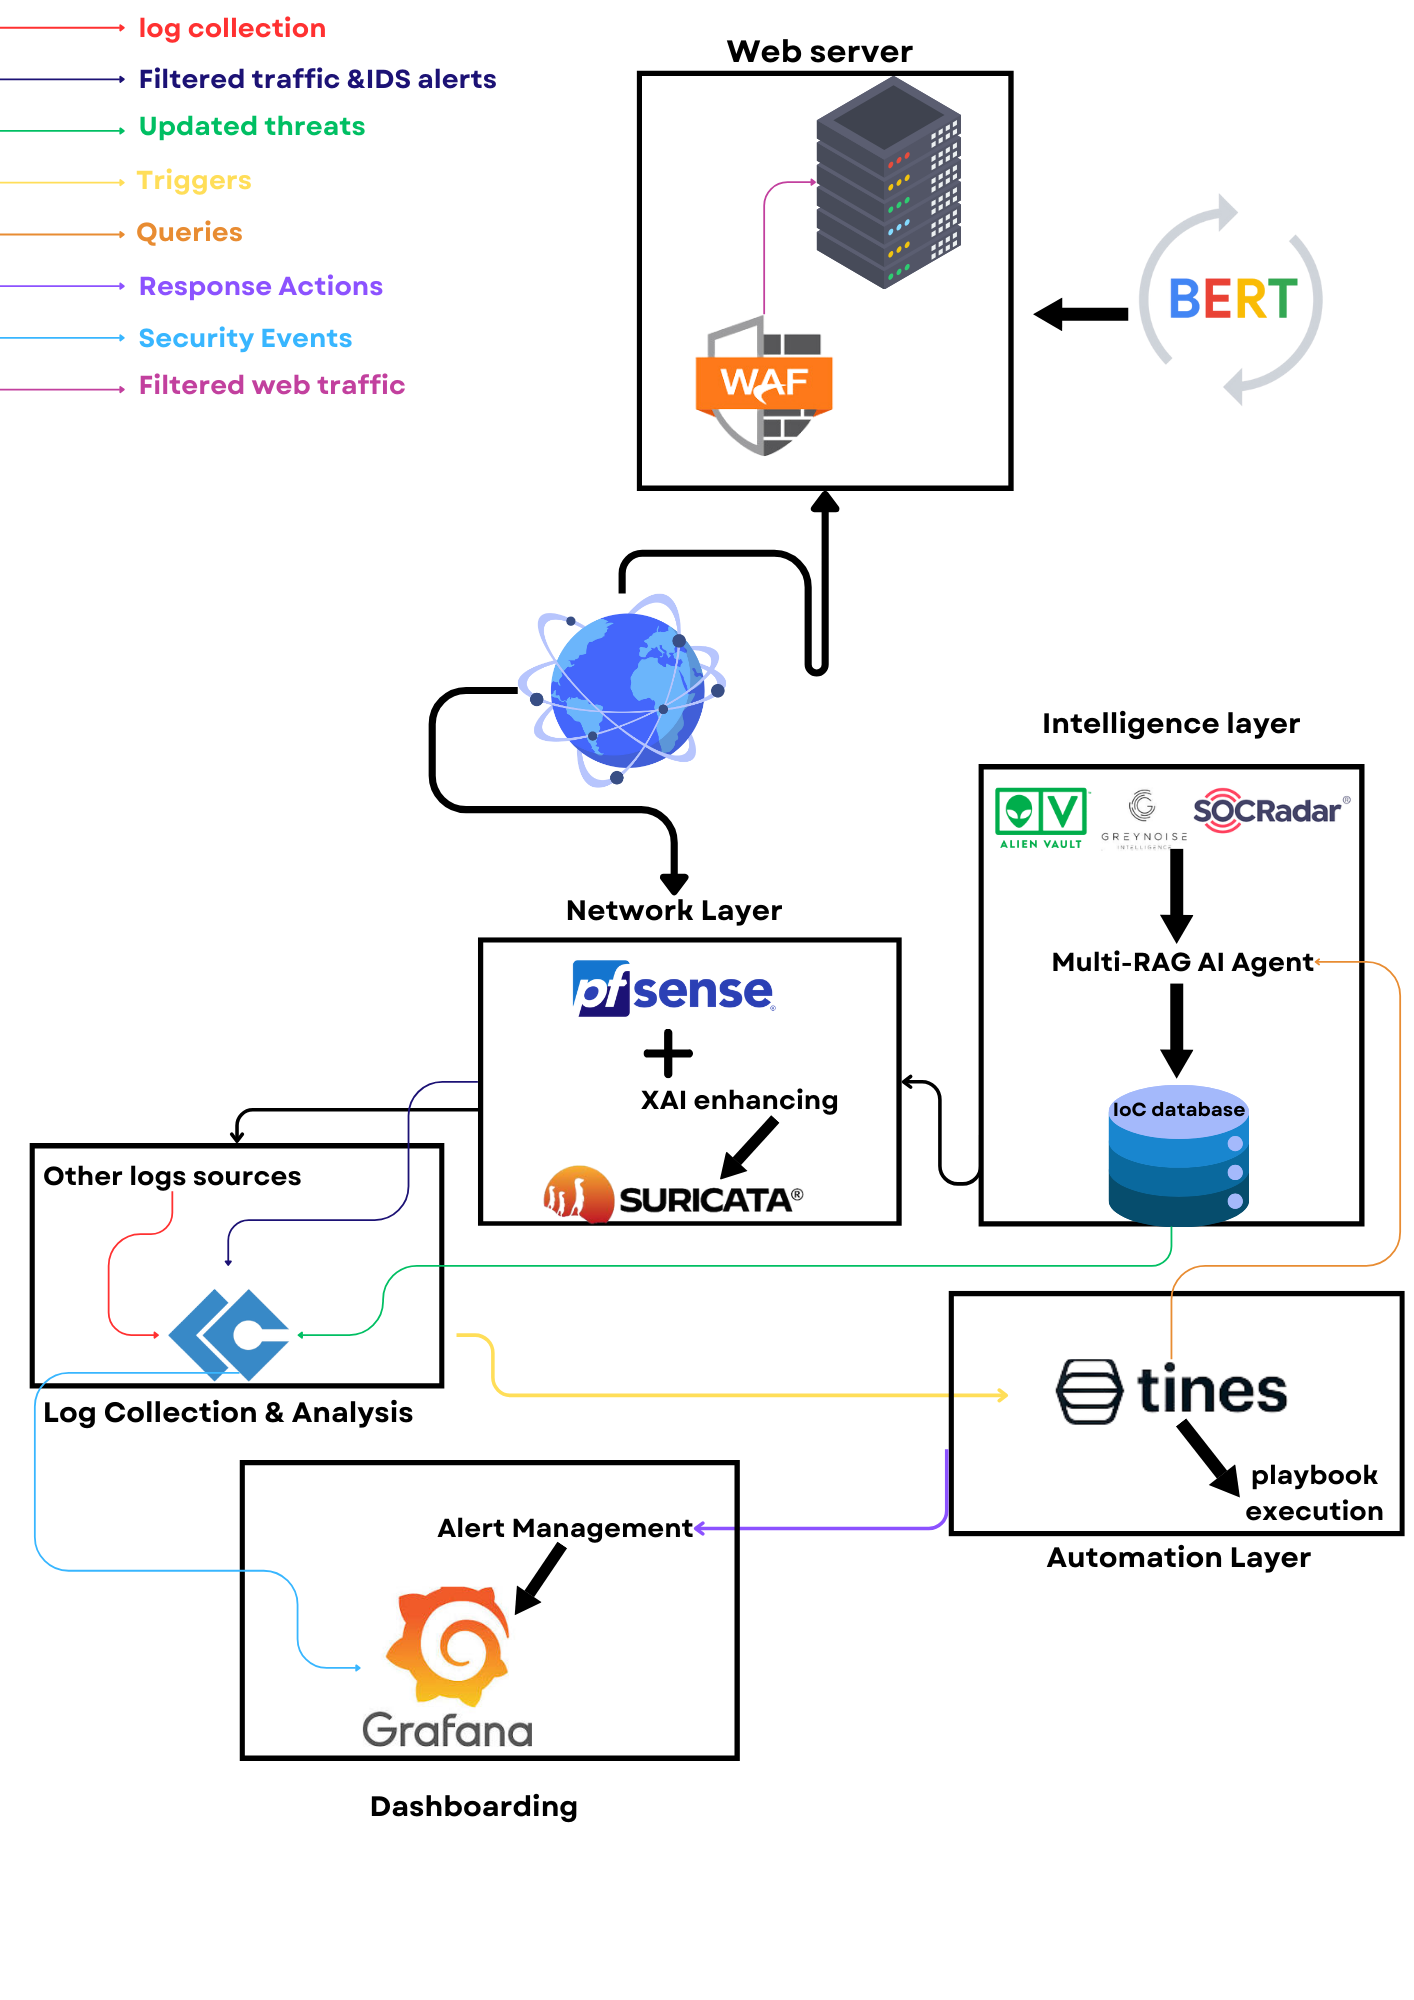 log collection
Filtered traffic &IDS alerts
Updated threats
Triggers
Queries
Response Actions
Security Events
Filtered web traffic
Web server
WAF
BERT
Intelligence layer
ALIEN VAULT
GREYNOISE
INTELLIGENCE
SOCRadar®
Multi-RAG AI Agent
IoC database
Network Layer
pfsense®
XAI enhancing
SURICATA®
Other logs sources
Log Collection & Analysis
tines
playbook
execution
Automation Layer
Alert Management
Grafana
Dashboarding